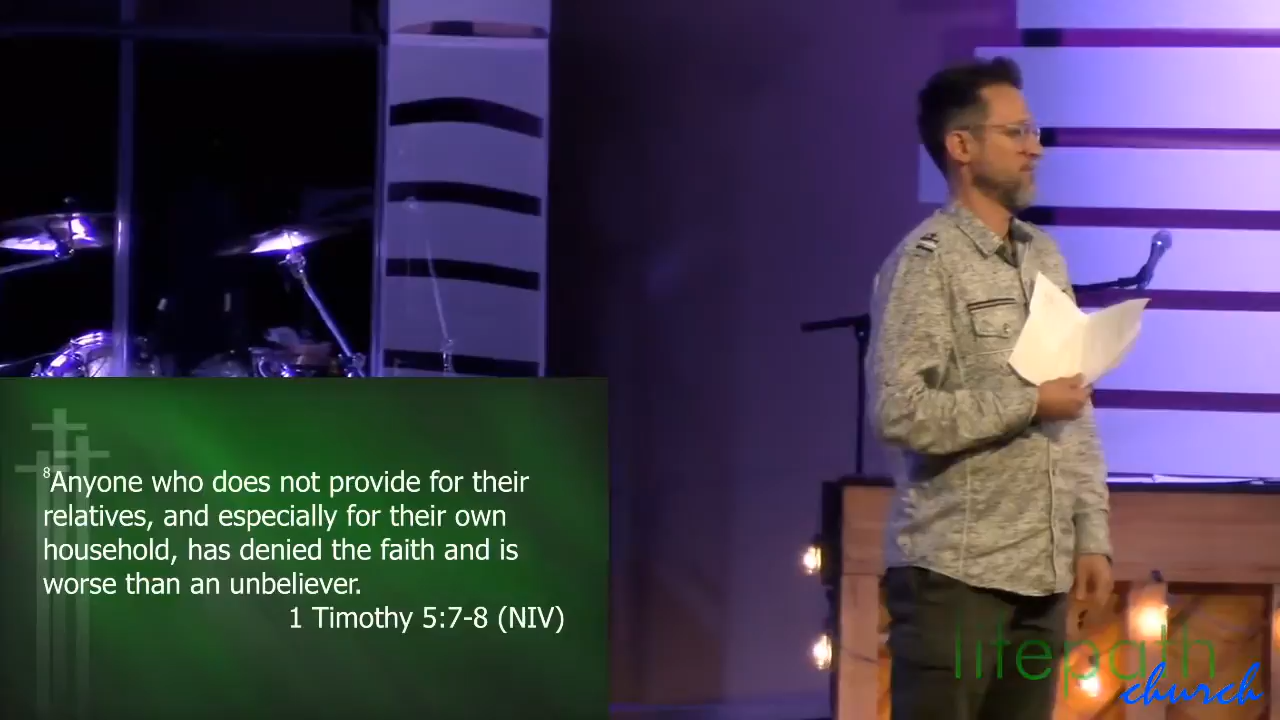 ⁸Anyone who does not provide for their
relatives, and especially for their own
household, has denied the faith and is
worse than an unbeliever.
1 Timothy 5:7-8 (NIV)
lifepath
church